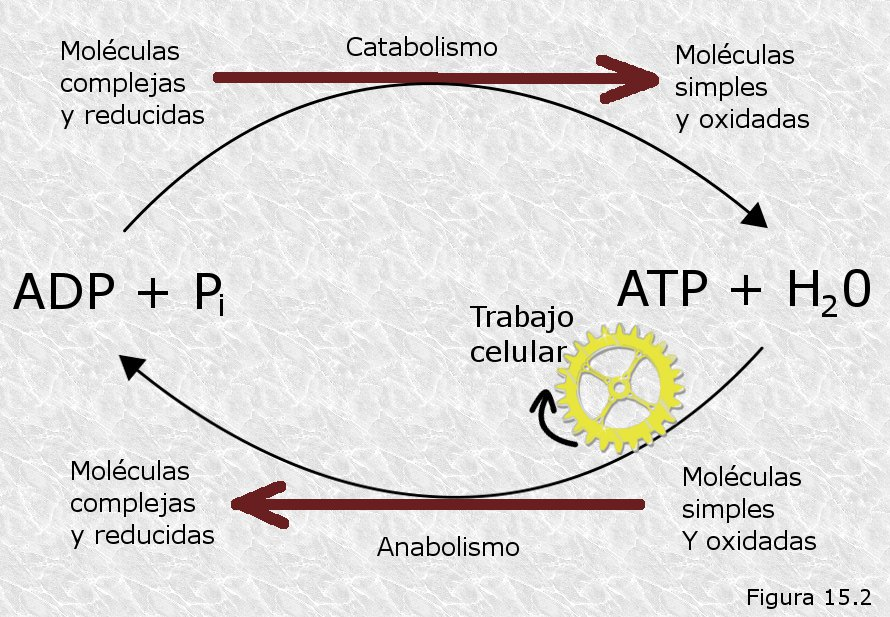 Catabolismo
Moléculas
complejas
y reducidas
Moléculas
simples
y oxidadas
ADP + Pi
ATP + H20
Trabajo
celular
Moléculas
complejas
y reducidas
Moléculas
simples
Y oxidadas
Anabolismo
Figura 15.2